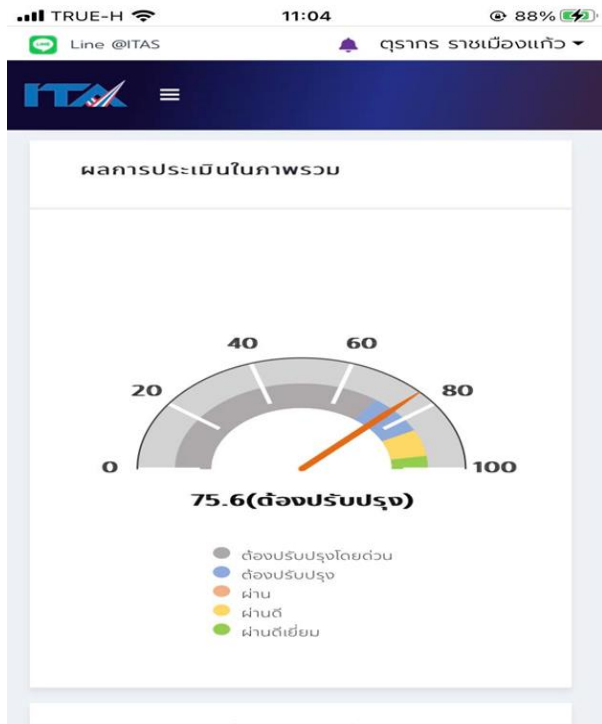 TRUE-H 11:04 88%
Line @ITAS ตุรากร ราชเมืองแก้ว
ITA
ผลการประเมินในภาพรวม
40 60
20 80
0 100
75.6(ต้องปรับปรุง)
ต้องปรับปรุงโดยด่วน
ต้องปรับปรุง
ผ่าน
ผ่านดี
ผ่านดีเยี่ยม